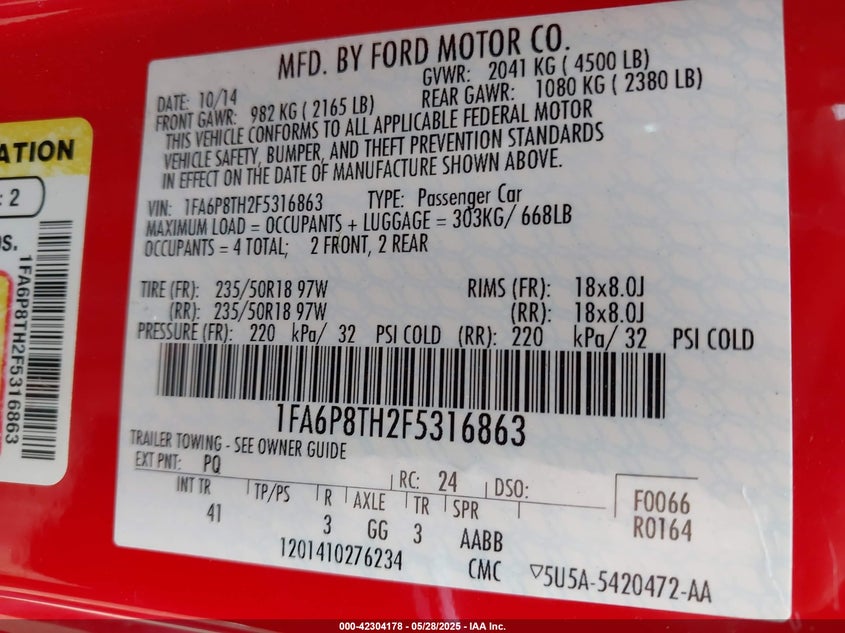 MFD. BY FORD MOTOR CO.
DATE: 10/14 GVWR: 2041 KG ( 4500 LB)
FRONT GAWR: 982 KG ( 2165 LB) REAR GAWR: 1080 KG ( 2380 LB)
THIS VEHICLE CONFORMS TO ALL APPLICABLE FEDERAL MOTOR
VEHICLE SAFETY, BUMPER, AND THEFT PREVENTION STANDARDS
IN EFFECT ON THE DATE OF MANUFACTURE SHOWN ABOVE.
VIN: 1FA6P8TH2F5316863 TYPE: Passenger Car
MAXIMUM LOAD = OCCUPANTS + LUGGAGE = 303KG/ 668LB
OCCUPANTS = 4 TOTAL; 2 FRONT, 2 REAR
TIRE (FR): 235/50R18 97W RIMS (FR): 18x8.0J
(RR): 235/50R18 97W (RR): 18x8.0J
PRESSURE (FR): 220 kPa/ 32 PSI COLD (RR): 220 kPa/ 32 PSI COLD
1FA6P8TH2F5316863
TRAILER TOWING - SEE OWNER GUIDE
EXT PNT: PQ RC: 24 DSO:
INT TR TP/PS R AXLE TR SPR F0066
41 3 GG 3 AABB R0164
1201410276234 CMC ▽5U5A-5420472-AA
ATION
: 2
OS.
1FA6P8TH2F5316863
000-42304178 - 05/28/2025 - IAA Inc.